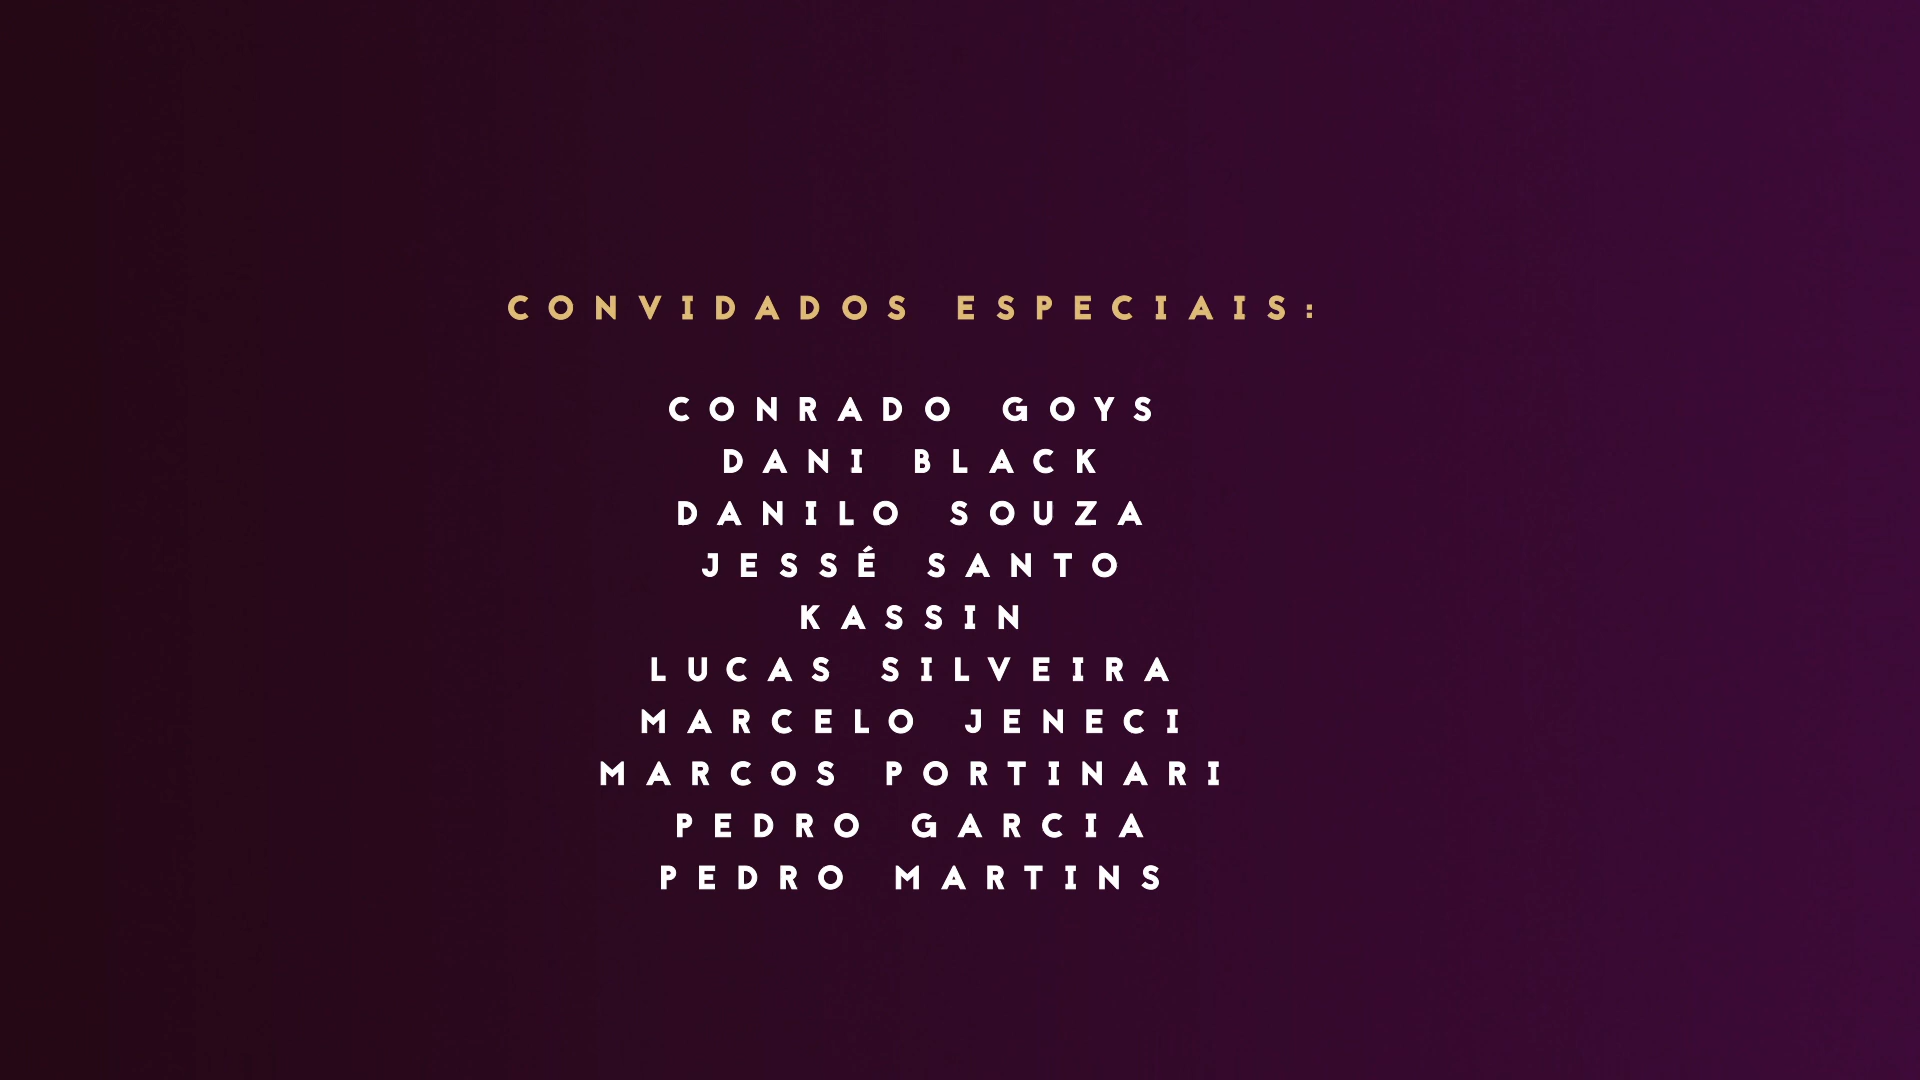 CONVIDADOS ESPECIAIS:
CONRADO GOYS
DANI BLACK
DANILO SOUZA
JESSÉ SANTO
KASSIN
LUCAS SILVEIRA
MARCELO JENECI
MARCOS PORTINARI
PEDRO GARCIA
PEDRO MARTINS